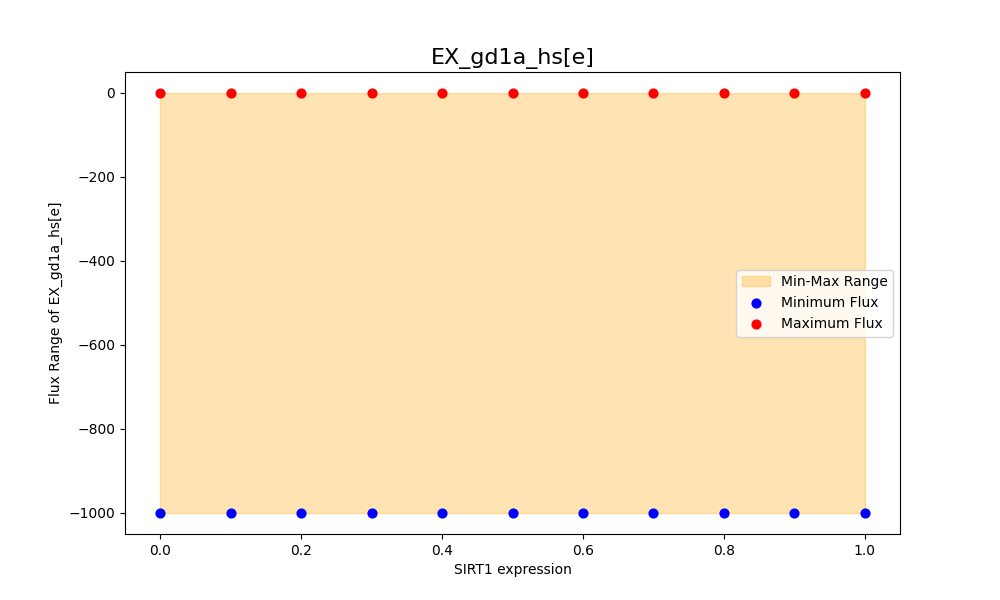 EX_gd1a_hs[e]
Flux Range of EX_gd1a_hs[e]
0
−200
−400
−600
−800
−1000
Min-Max Range
Minimum Flux
Maximum Flux
0.0 0.2 0.4 0.6 0.8 1.0
SIRT1 expression